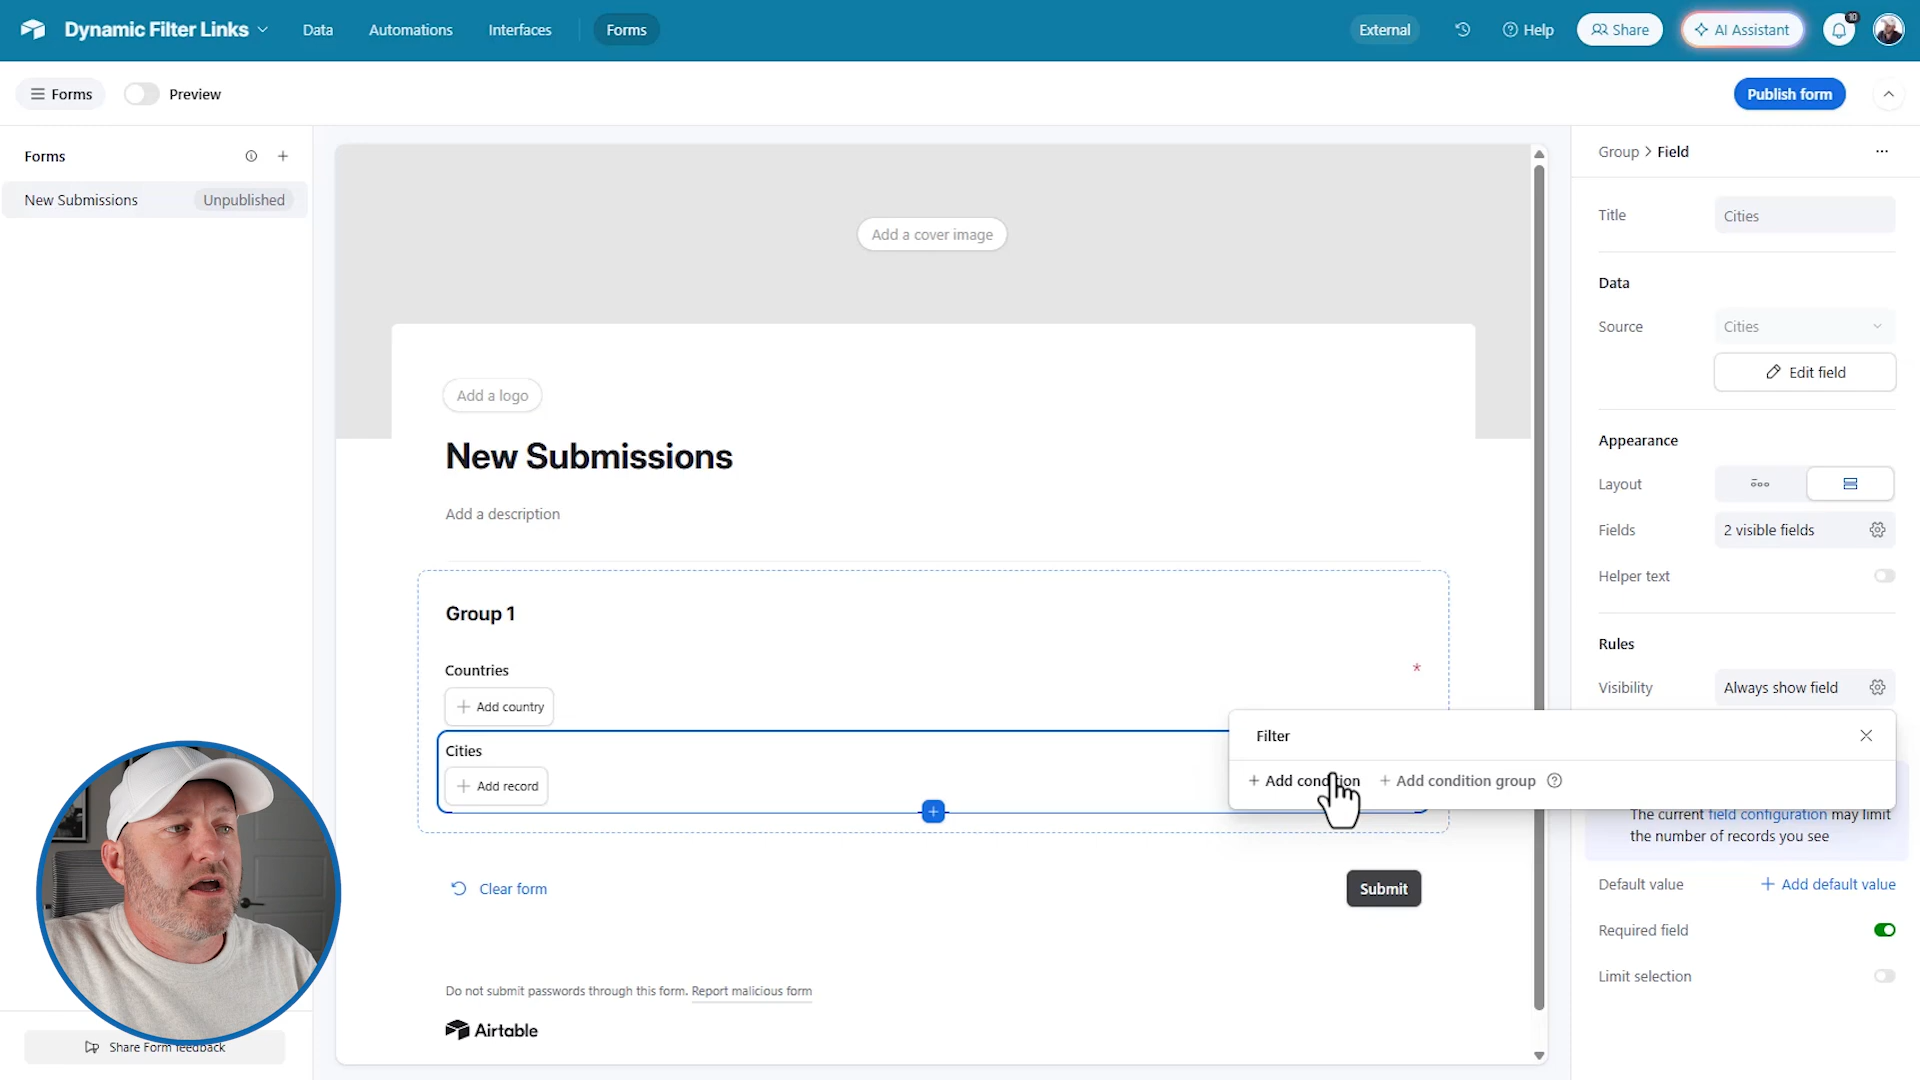 Dynamic Filter Links
Data
Automations
Interfaces
Forms
External
Help
Share
AI Assistant
10
Forms
Preview
Publish form
Forms
New Submissions
Unpublished
Add a cover image
Add a logo
New Submissions
Add a description
Group 1
Countries
*
Add country
Cities
Add record
Clear form
Submit
Do not submit passwords through this form. Report malicious form
Airtable
Share Form feedback
Group > Field
Title
Cities
Data
Source
Cities
Edit field
Appearance
Layout
Fields
2 visible fields
Helper text
Rules
Visibility
Always show field
Filter
+ Add condition
+ Add condition group
The current field configuration may limit
the number of records you see
Default value
+ Add default value
Required field
Limit selection